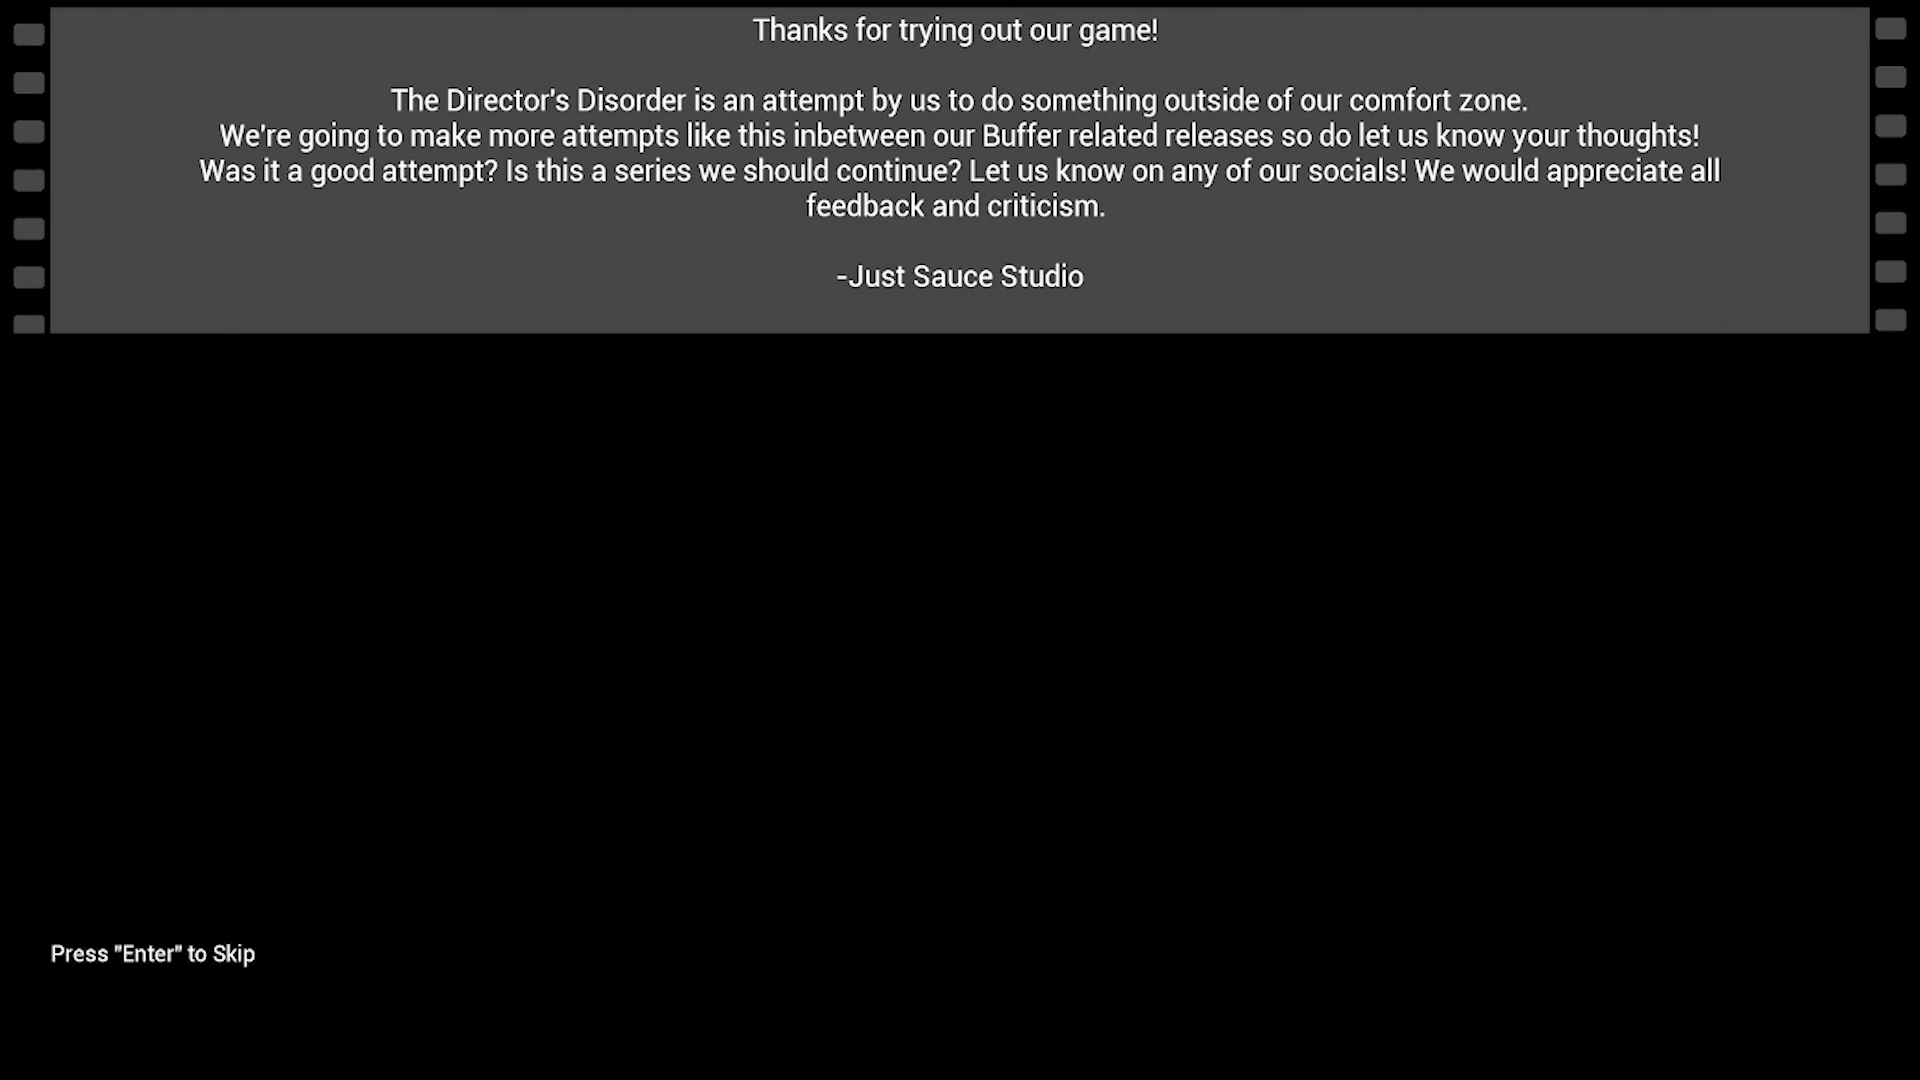 Thanks for trying out our game!
The Director's Disorder is an attempt by us to do something outside of our comfort zone.
We're going to make more attempts like this inbetween our Buffer related releases so do let us know your thoughts!
Was it a good attempt? Is this a series we should continue? Let us know on any of our socials! We would appreciate all
feedback and criticism.
-Just Sauce Studio
Press "Enter" to Skip